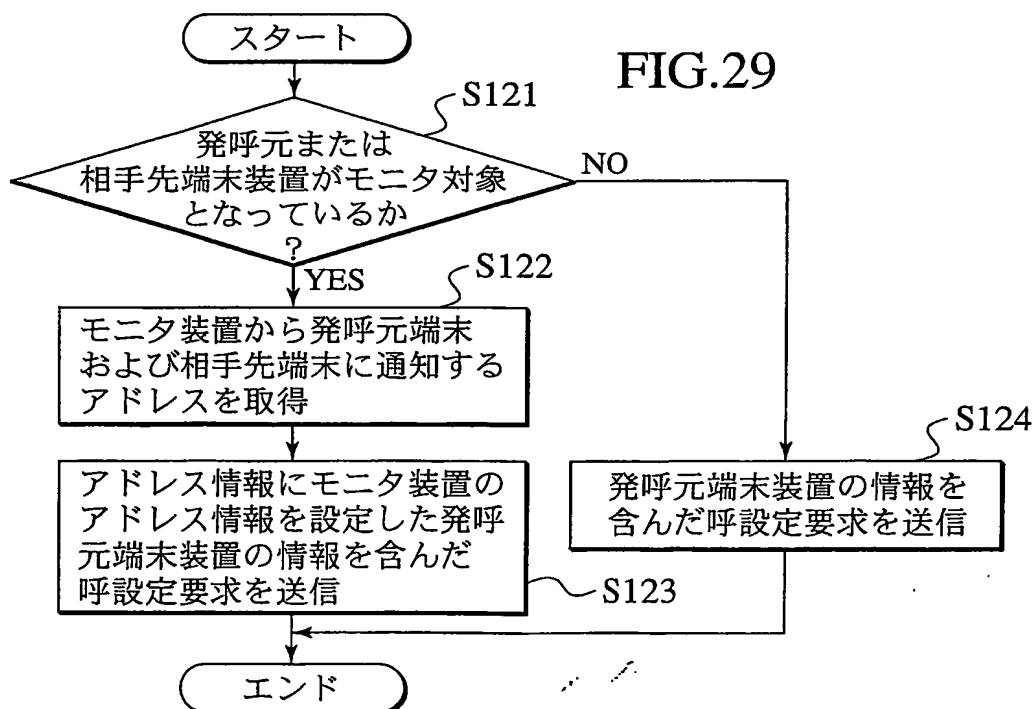 スタート
FIG.29
S121
発呼元または
相手先端末装置がモニタ対象
となっているか
?
NO
YES
S122
モニタ装置から発呼元端末
および相手先端末に通知する
アドレスを取得
S124
発呼元端末装置の情報を
含んだ呼設定要求を送信
アドレス情報にモニタ装置の
アドレス情報を設定した発呼
元端末装置の情報を含んだ
呼設定要求を送信
S123
エンド